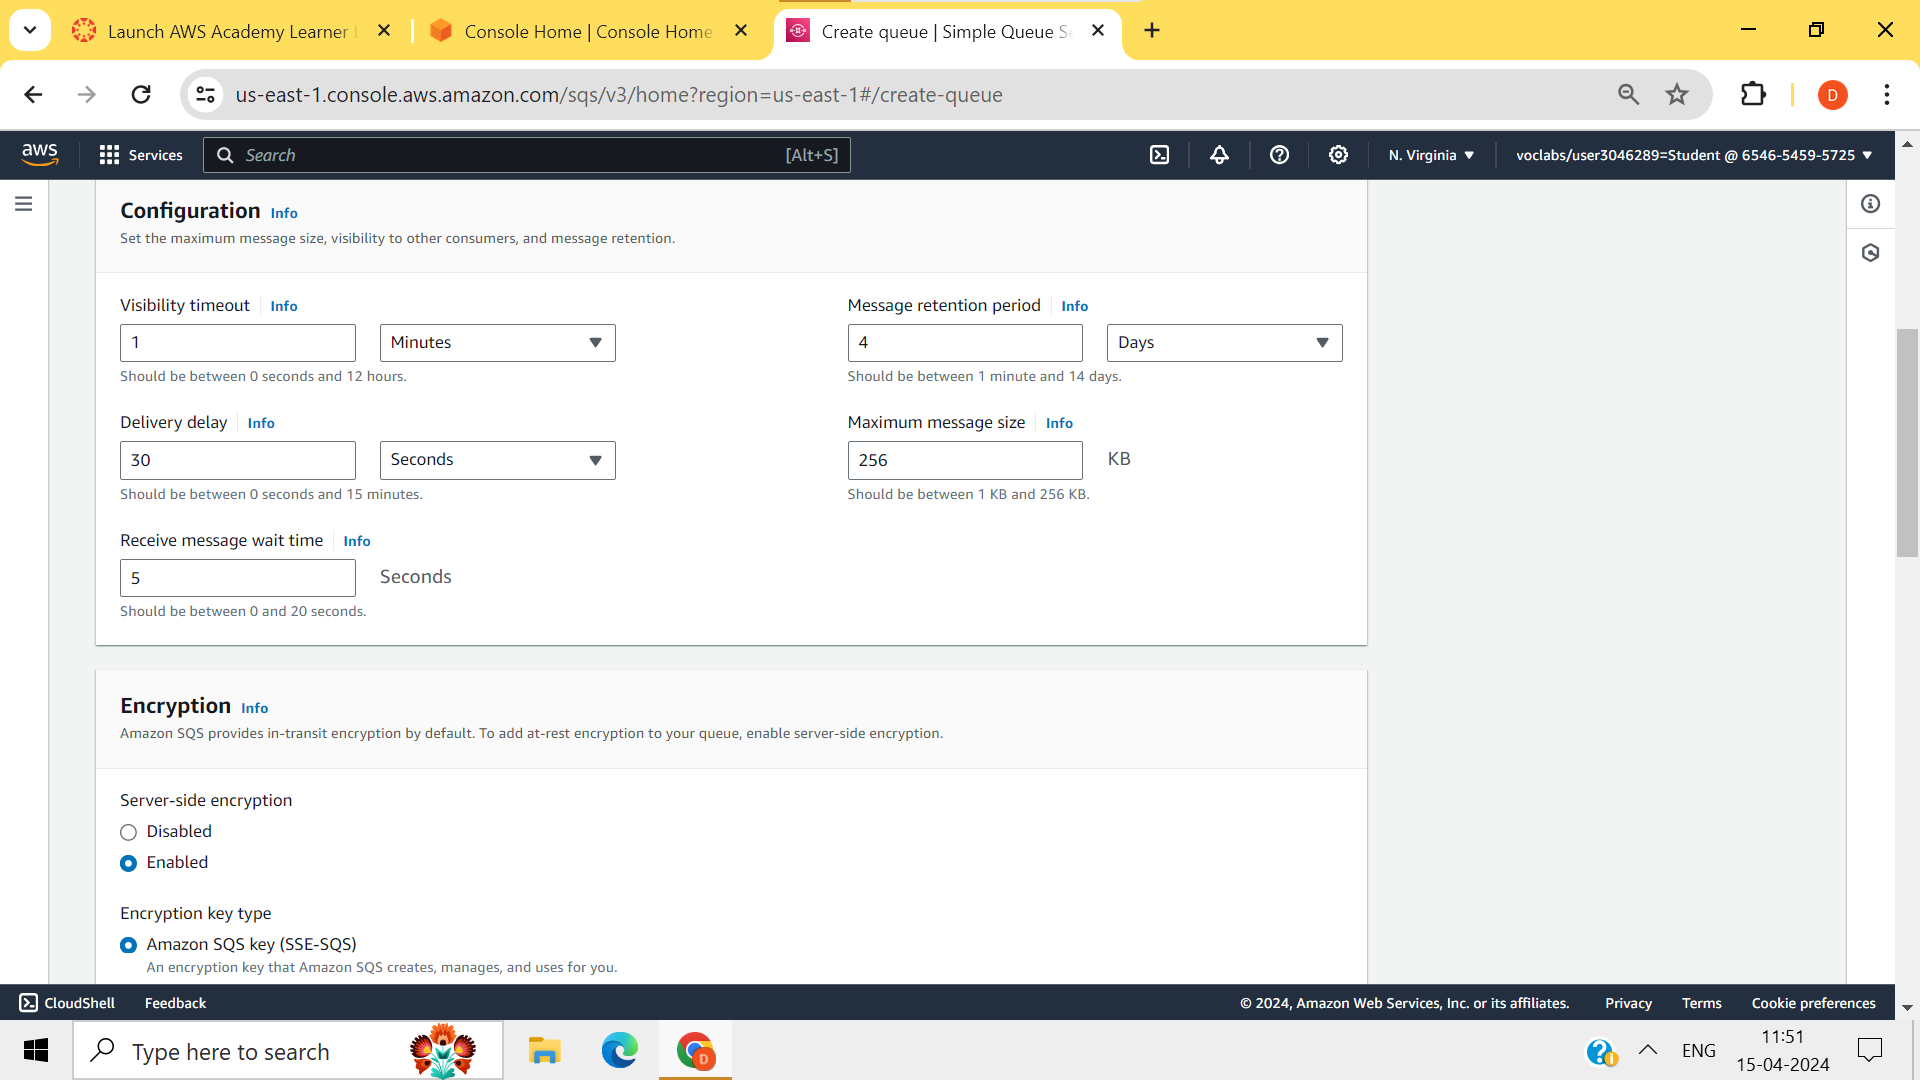 Launch AWS Academy Learner L
Console Home | Console Home
Create queue | Simple Queue Se
us-east-1.console.aws.amazon.com/sqs/v3/home?region=us-east-1#/create-queue
D
aws
Services
Search
[Alt+S]
N. Virginia
voclabs/user3046289=Student @ 6546-5459-5725
Configuration Info
Set the maximum message size, visibility to other consumers, and message retention.
Visibility timeout Info
1
Minutes
Should be between 0 seconds and 12 hours.
Message retention period Info
4
Days
Should be between 1 minute and 14 days.
Delivery delay Info
30
Seconds
Should be between 0 seconds and 15 minutes.
Maximum message size Info
256
KB
Should be between 1 KB and 256 KB.
Receive message wait time Info
5
Seconds
Should be between 0 and 20 seconds.
Encryption Info
Amazon SQS provides in-transit encryption by default. To add at-rest encryption to your queue, enable server-side encryption.
Server-side encryption
Disabled
Enabled
Encryption key type
Amazon SQS key (SSE-SQS)
An encryption key that Amazon SQS creates, manages, and uses for you.
CloudShell
Feedback
© 2024, Amazon Web Services, Inc. or its affiliates.
Privacy
Terms
Cookie preferences
Type here to search
D
ENG
11:51
15-04-2024